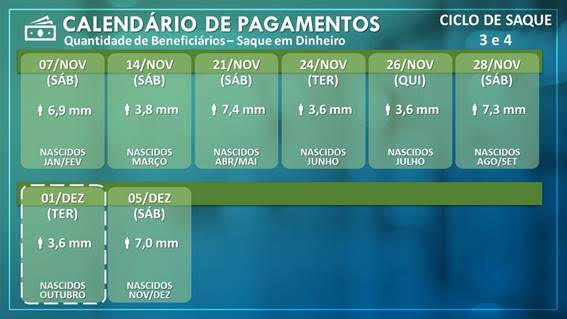 CALENDÁRIO DE PAGAMENTOS
Quantidade de Beneficiários – Saque em Dinheiro
CICLO DE SAQUE
3 e 4
07/NOV
(SÁB)
6,9 mm
NASCIDOS
JAN/FEV
14/NOV
(SÁB)
3,8 mm
NASCIDOS
MARÇO
21/NOV
(SÁB)
7,4 mm
NASCIDOS
ABR/MAI
24/NOV
(TER)
3,6 mm
NASCIDOS
JUNHO
26/NOV
(QUI)
3,6 mm
NASCIDOS
JULHO
28/NOV
(SÁB)
7,3 mm
NASCIDOS
AGO/SET
01/DEZ
(TER)
3,6 mm
NASCIDOS
OUTUBRO
05/DEZ
(SÁB)
7,0 mm
NASCIDOS
NOV/DEZ